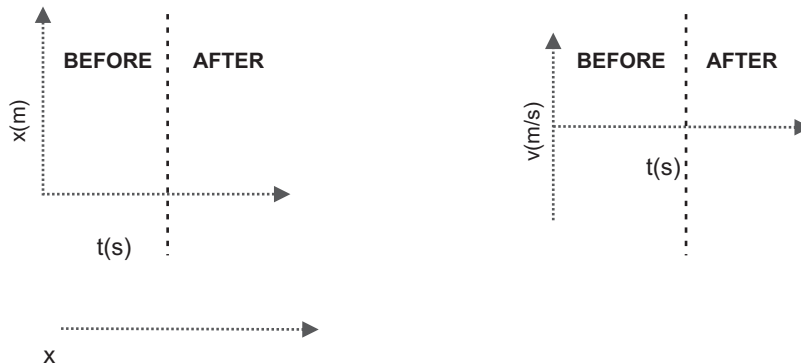 BEFORE AFTER
x(m)
t(s)
x
BEFORE AFTER
v(m/s)
t(s)